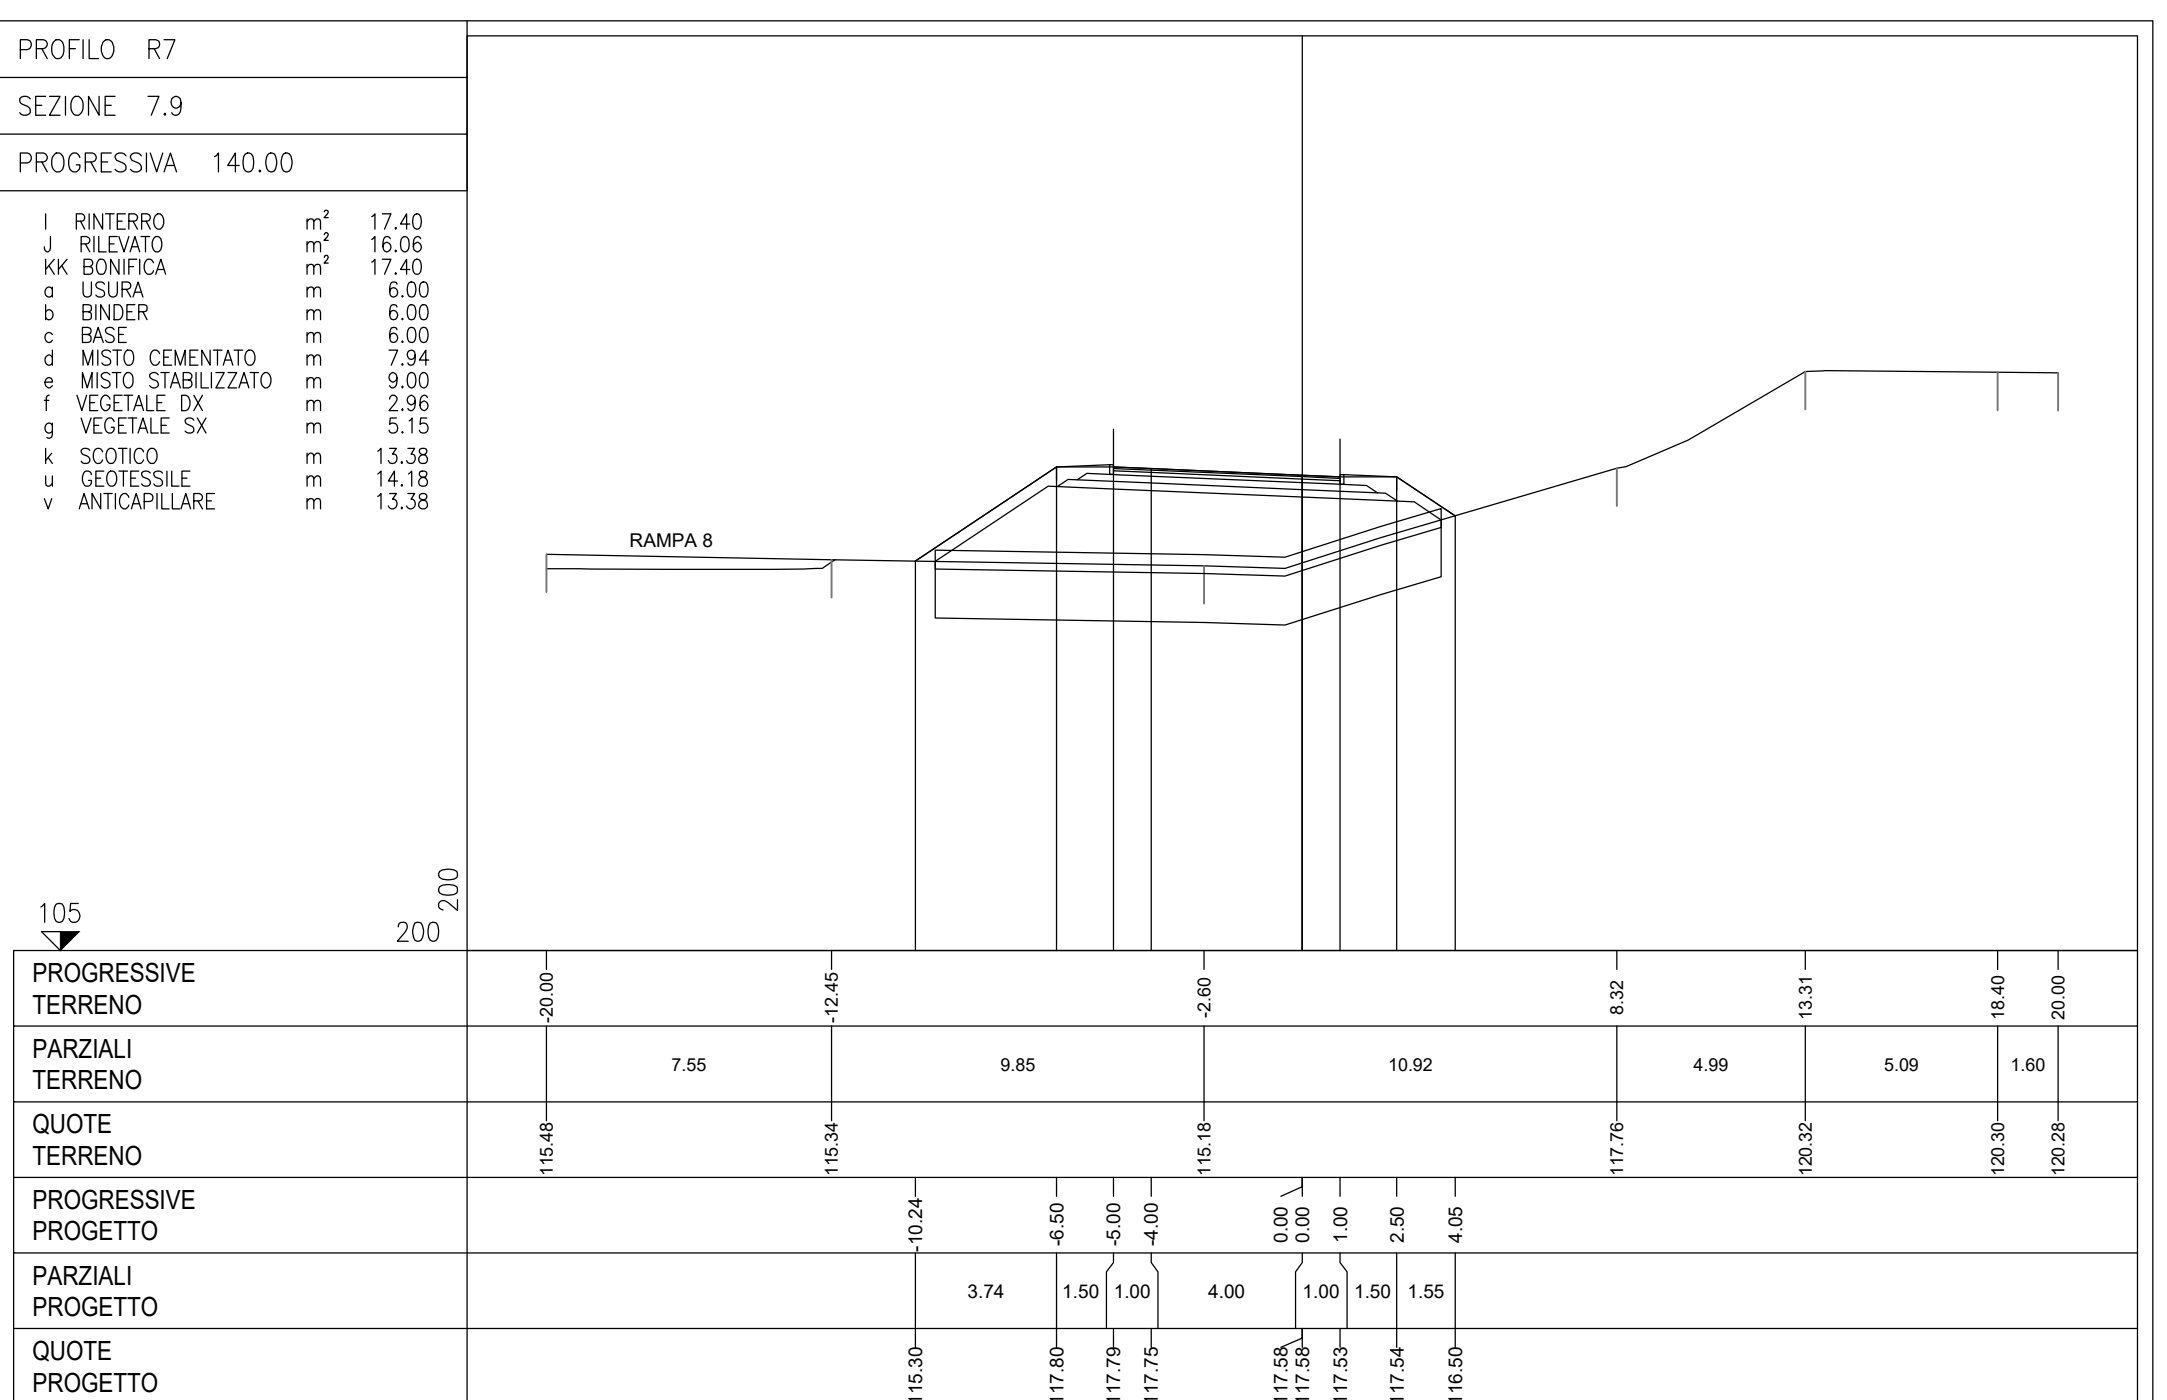 PROFILO R7
SEZIONE 7.9
PROGRESSIVA 140.00
I RINTERRO m² 17.40
J RILEVATO m² 16.06
KK BONIFICA m² 17.40
a USURA m 6.00
b BINDER m 6.00
c BASE m 6.00
d MISTO CEMENTATO m 7.94
e MISTO STABILIZZATO m 9.00
f VEGETALE DX m 2.96
g VEGETALE SX m 5.15
k SCOTICO m 13.38
u GEOTESSILE m 14.18
v ANTICAPILLARE m 13.38
RAMPA 8
105
200
200
PROGRESSIVE
TERRENO
-20.00 -12.45 -2.60 8.32 13.31 18.40 20.00
PARZIALI
TERRENO
7.55 9.85 10.92 4.99 5.09 1.60
QUOTE
TERRENO
115.48 115.34 115.18 117.76 120.32 120.30 120.28
PROGRESSIVE
PROGETTO
-10.24 -6.50 -5.00 -4.00 0.00 0.00 1.00 2.50 4.05
PARZIALI
PROGETTO
3.74 1.50 1.00 4.00 1.00 1.50 1.55
QUOTE
PROGETTO
115.30 117.80 117.79 117.75 117.58 117.58 117.53 117.54 116.50